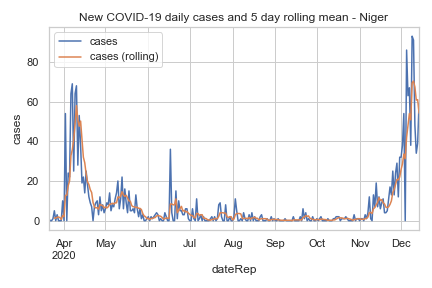 New COVID-19 daily cases and 5 day rolling mean - Niger
cases
cases (rolling)
cases
80
60
40
20
0
Apr May Jun Jul Aug Sep Oct Nov Dec
2020
dateRep